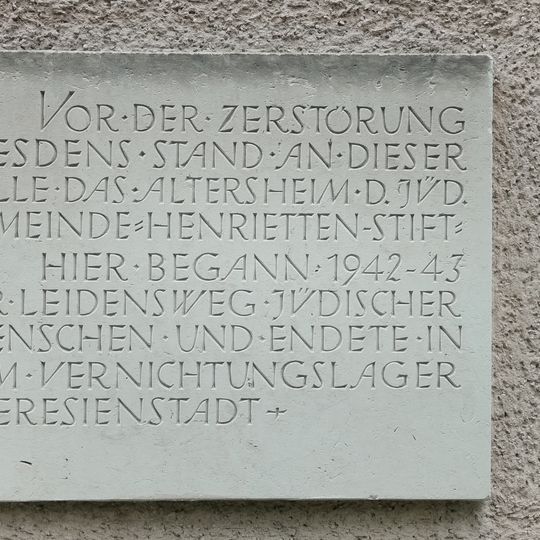 VOR·DER·ZERSTÖRUNG
ESDENS·STAND·AN·DIESER
LLE·DAS·ALTERSHEIM·D.JÜD.
MEINDE=HENRIETTEN-STIFT=
HIER·BEGANN·1942-43
R·LEIDENSWEG·JÜDISCHER
ENSCHEN·UND·ENDETE·IN
M·VERNICHTUNGSLAGER
ERESIENSTADT+